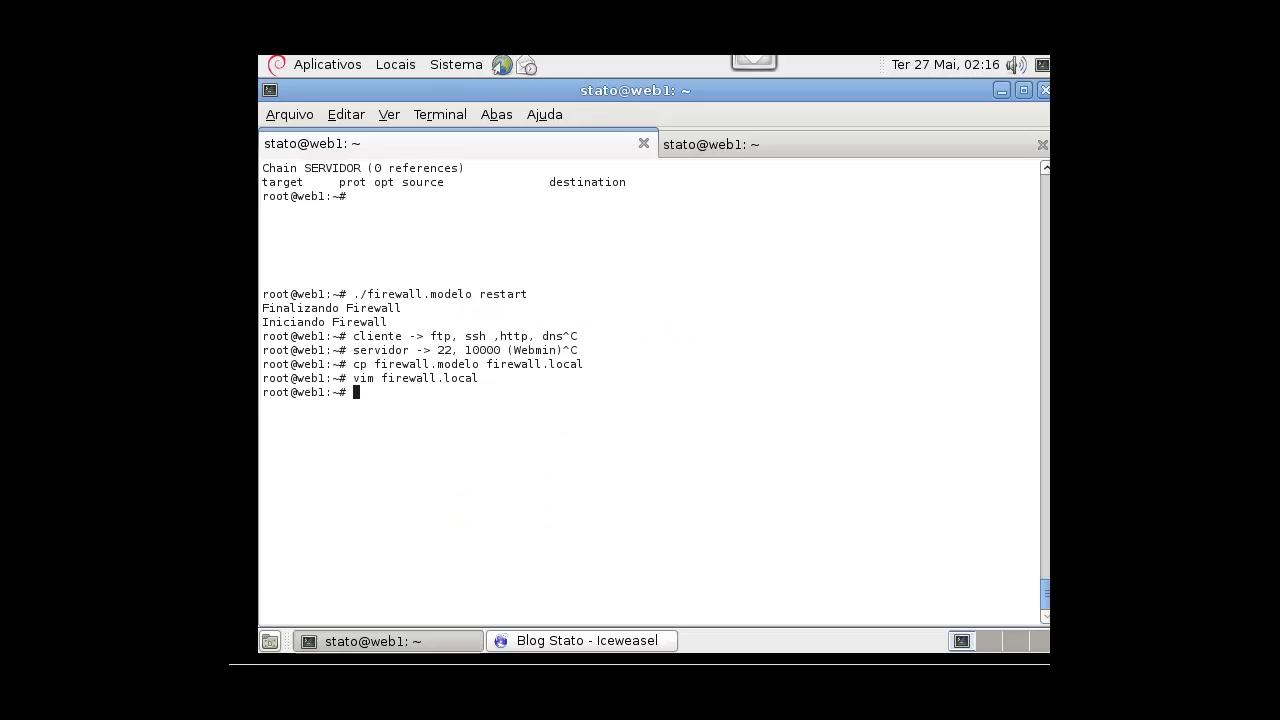 Aplicativos Locais Sistema Ter 27 Mai, 02:16
stato@web1: ~
Arquivo Editar Ver Terminal Abas Ajuda
stato@web1: ~ stato@web1: ~
Chain SERVIDOR (0 references)
target prot opt source destination
root@web1:~#
root@web1:~# ./firewall.modelo restart
Finalizando Firewall
Iniciando Firewall
root@web1:~# cliente -> ftp, ssh ,http, dns^C
root@web1:~# servidor -> 22, 10000 (Webmin)^C
root@web1:~# cp firewall.modelo firewall.local
root@web1:~# vim firewall.local
root@web1:~#
stato@web1: ~ Blog Stato - Iceweasel